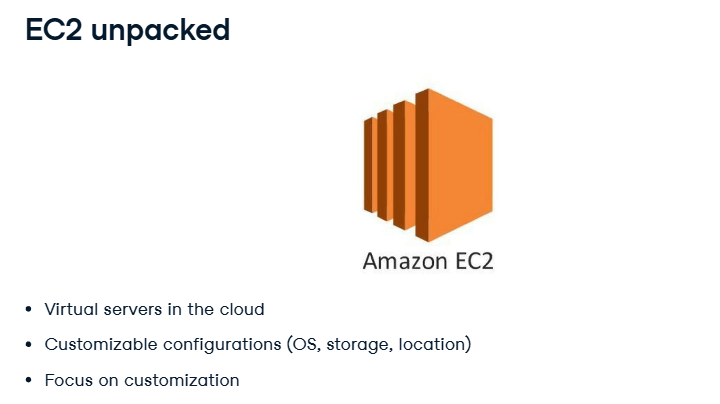 EC2 unpacked
Amazon EC2
• Virtual servers in the cloud
• Customizable configurations (OS, storage, location)
• Focus on customization